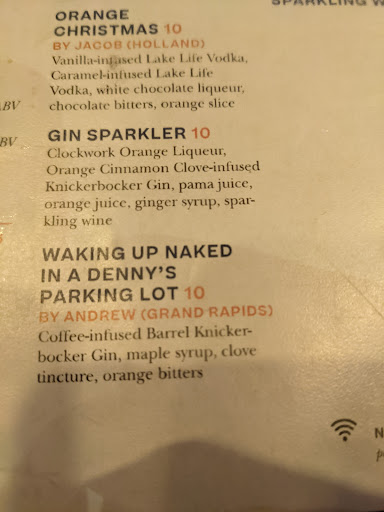 SPARKLING W
ORANGE
CHRISTMAS 10
BY JACOB (HOLLAND)
Vanilla-infused Lake Life Vodka,
Caramel-infused Lake Life
Vodka, white chocolate liqueur,
chocolate bitters, orange slice
ABV
GIN SPARKLER 10
BV
Clockwork Orange Liqueur,
Orange Cinnamon Clove-infused
Knickerbocker Gin, pama juice,
orange juice, ginger syrup, spar-
kling wine
WAKING UP NAKED
IN A DENNY'S
PARKING LOT 10
BY ANDREW (GRAND RAPIDS)
Coffee-infused Barrel Knicker-
bocker Gin, maple syrup, clove
tincture, orange bitters
N
P